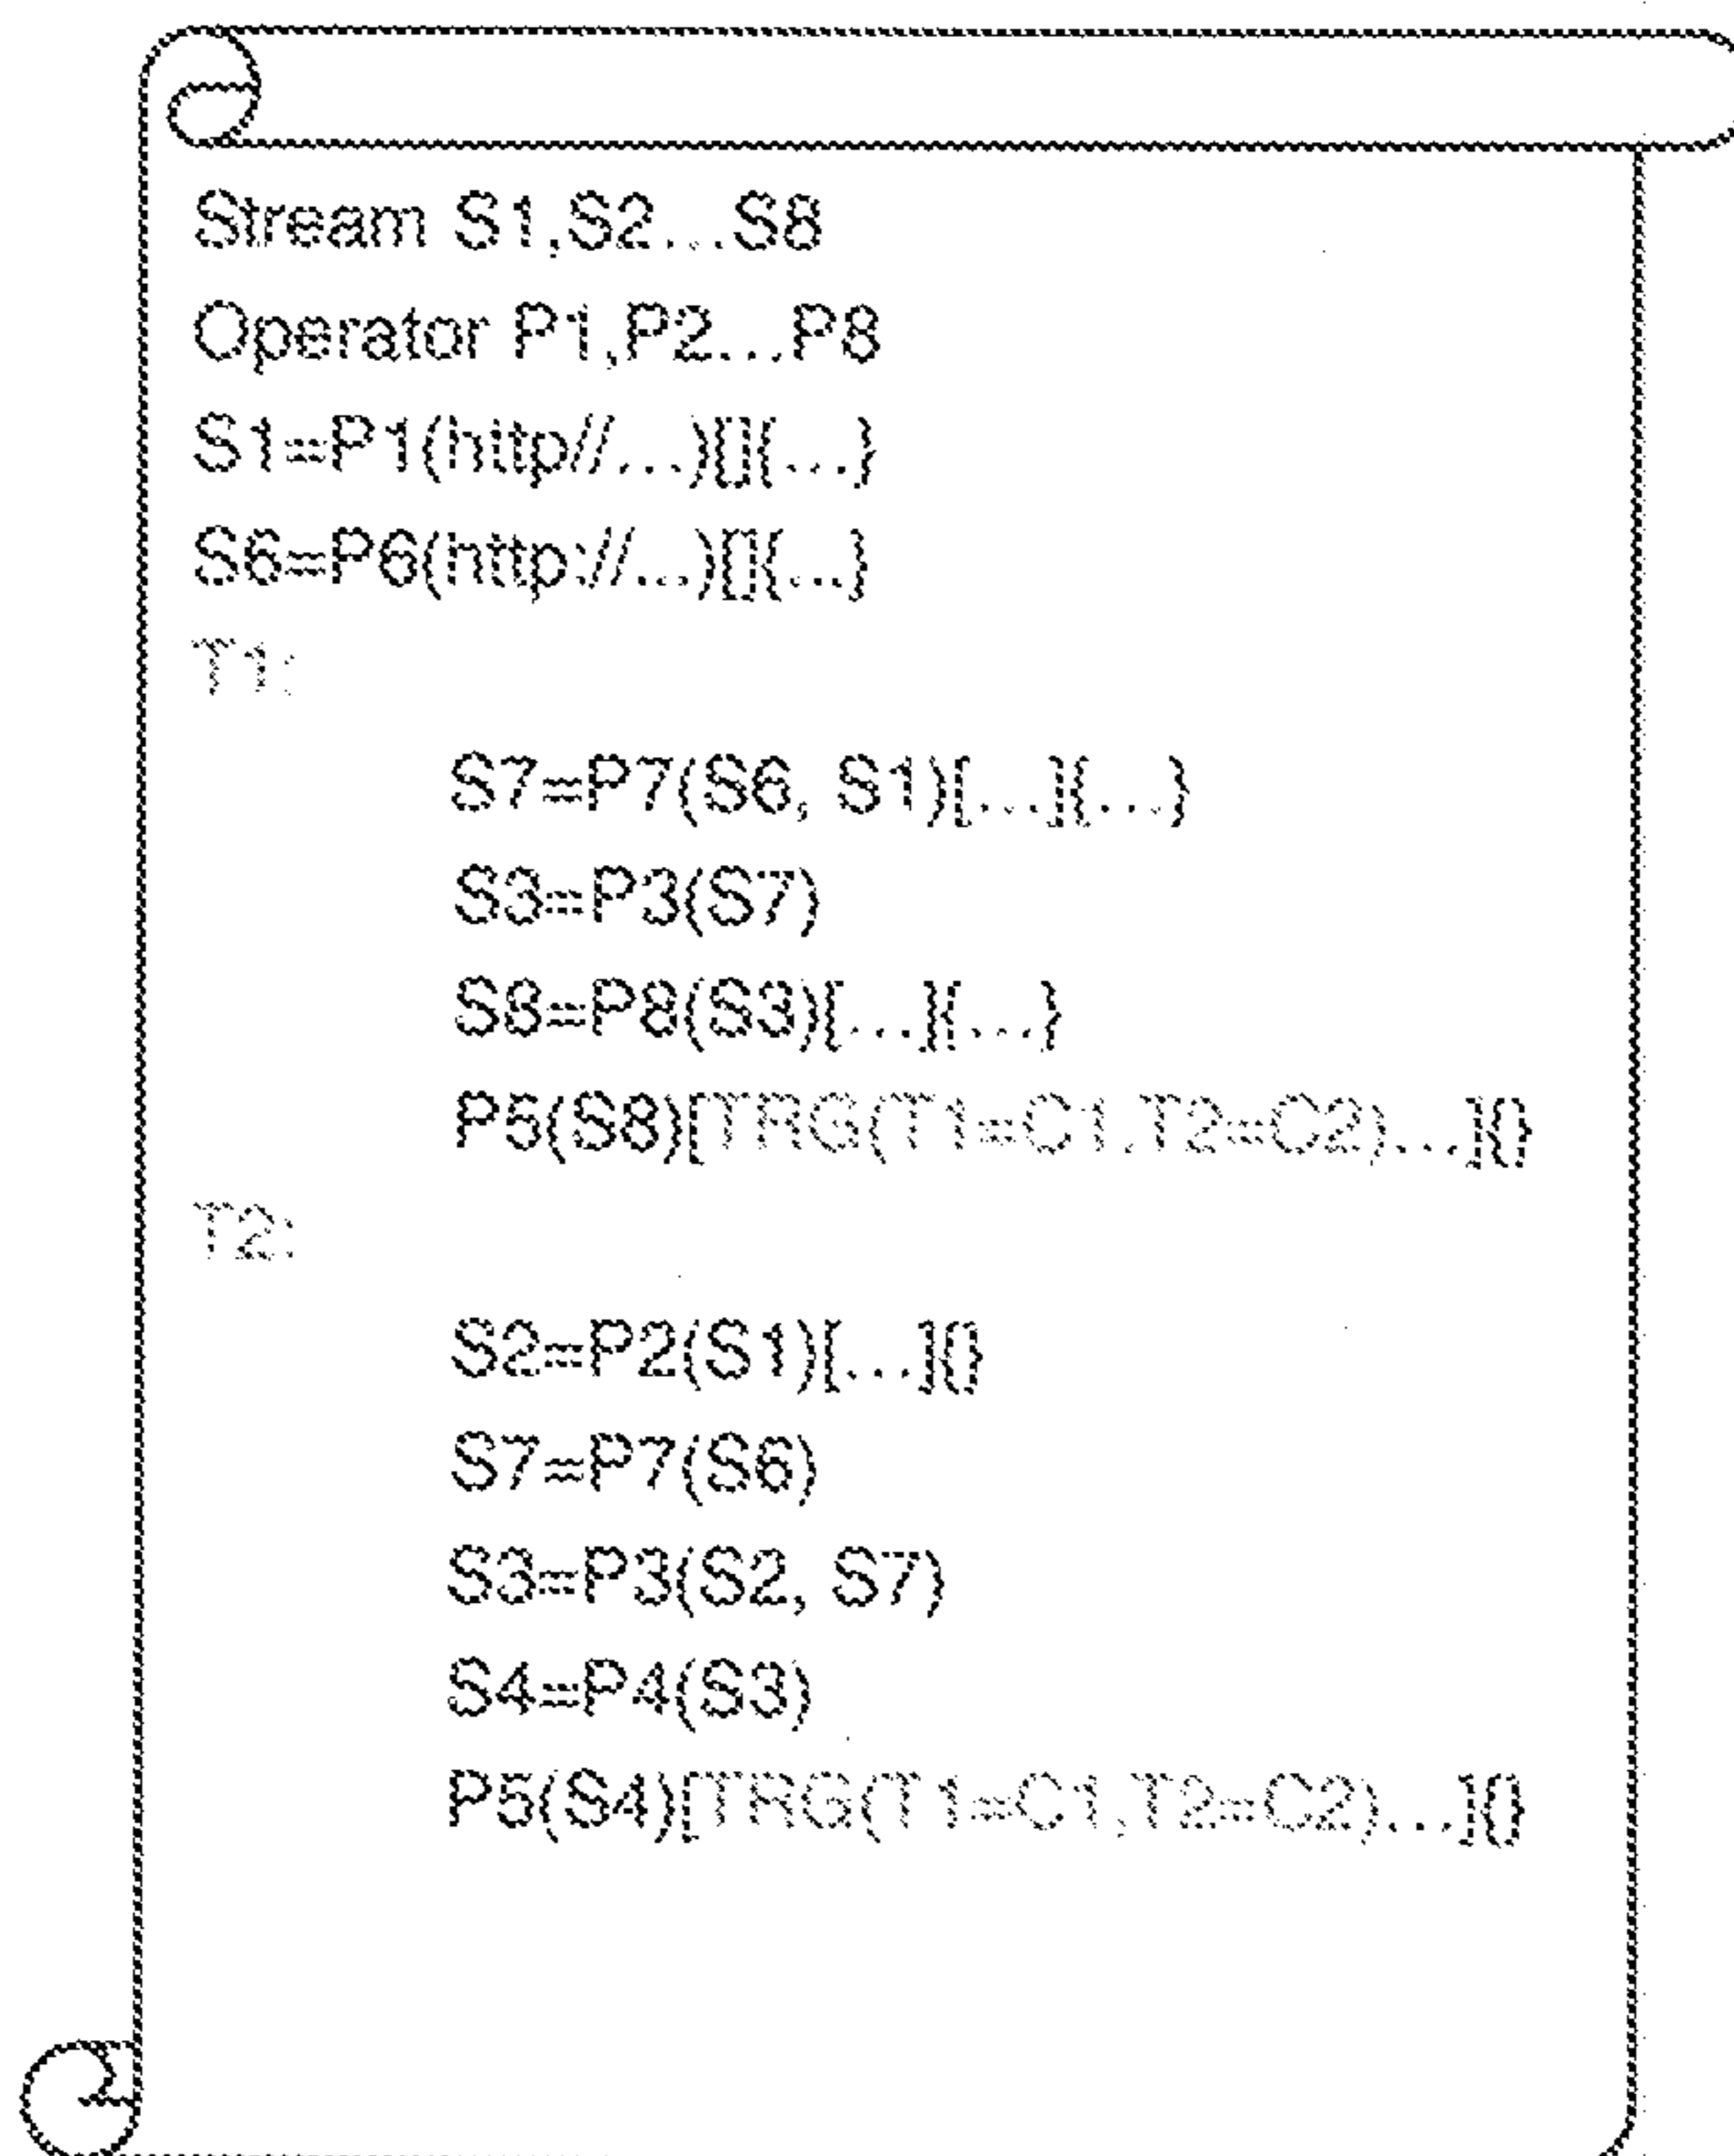 Stream S1,S2...S8
Operator P1,P2...P8
S1=P1(http//...)[]{...}
S6=P6(http://...)[]{...}
T1:
S7=P7(S6, S1)[...]{...}
S3=P3(S7)
S8=P8(S3)[...]{...}
P5(S8)[TRG(T1=C1,T2=C2)...]{}
T2:
S2=P2(S1)[...]{}
S7=P7(S6)
S3=P3(S2, S7)
S4=P4(S3)
P5(S4)[TRG(T1=C1,T2=C2)...]{}